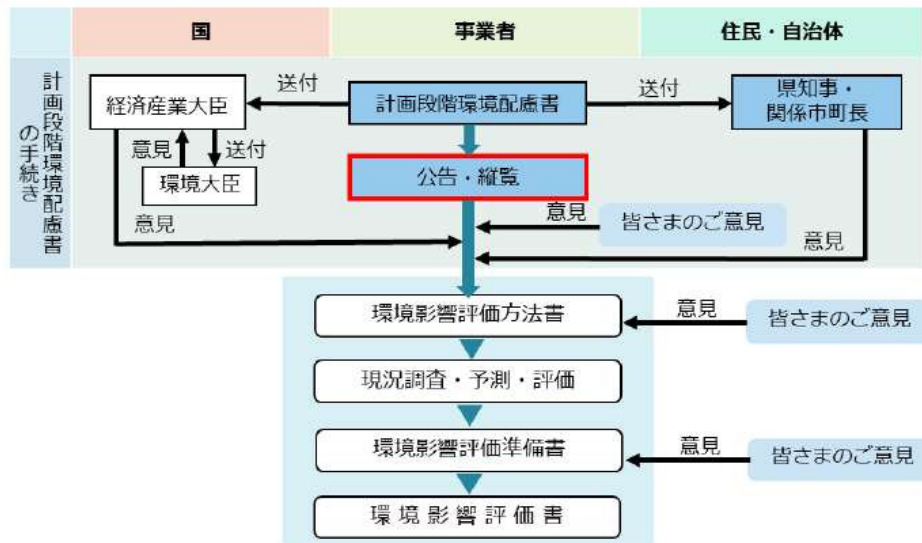 国
事業者
住民・自治体
計画段階環境配慮書
の手続き
経済産業大臣
送付
計画段階環境配慮書
送付
県知事・
関係市町長
意見
送付
環境大臣
公告・縦覧
意見
意見
皆さまのご意見
意見
環境影響評価方法書
意見
皆さまのご意見
現況調査・予測・評価
環境影響評価準備書
意見
皆さまのご意見
環境影響評価書